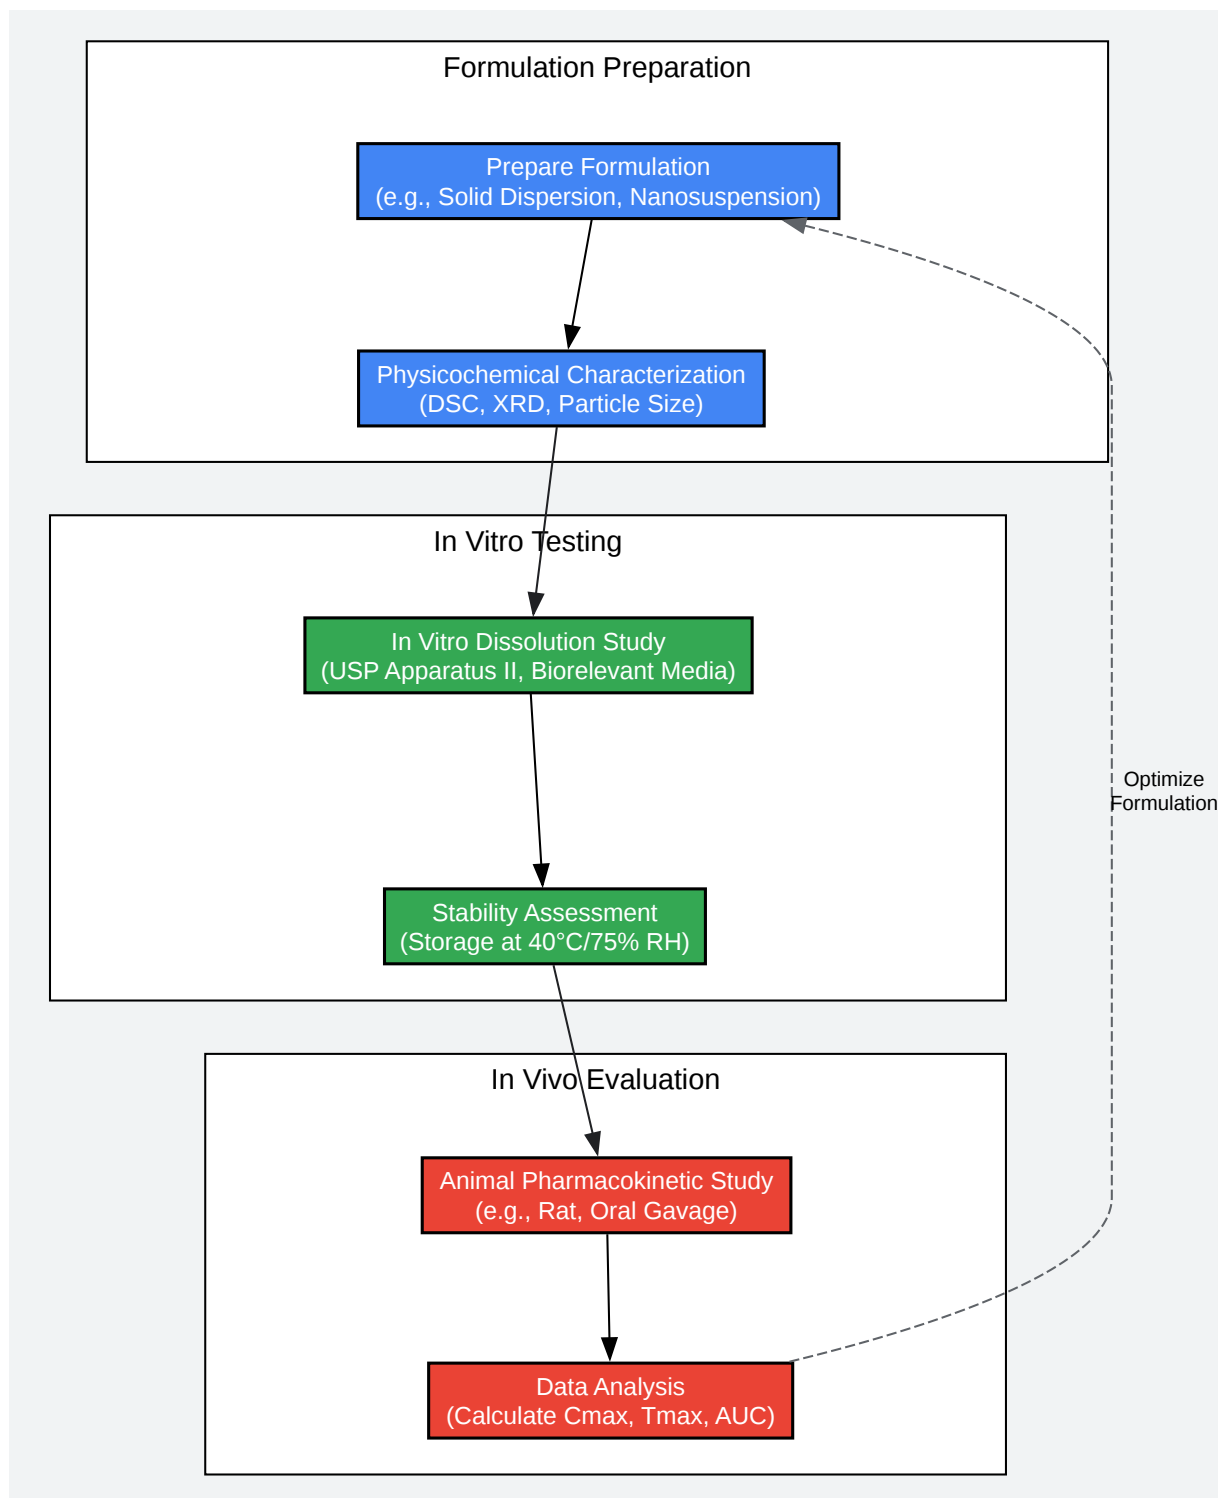 Formulation Preparation
Prepare Formulation
(e.g., Solid Dispersion, Nanosuspension)
Physicochemical Characterization
(DSC, XRD, Particle Size)
In Vitro Testing
In Vitro Dissolution Study
(USP Apparatus II, Biorelevant Media)
Optimize
Formulation
Stability Assessment
(Storage at 40°C/75% RH)
In Vivo Evaluation
Animal Pharmacokinetic Study
(e.g., Rat, Oral Gavage)
Data Analysis
(Calculate Cmax, Tmax, AUC)